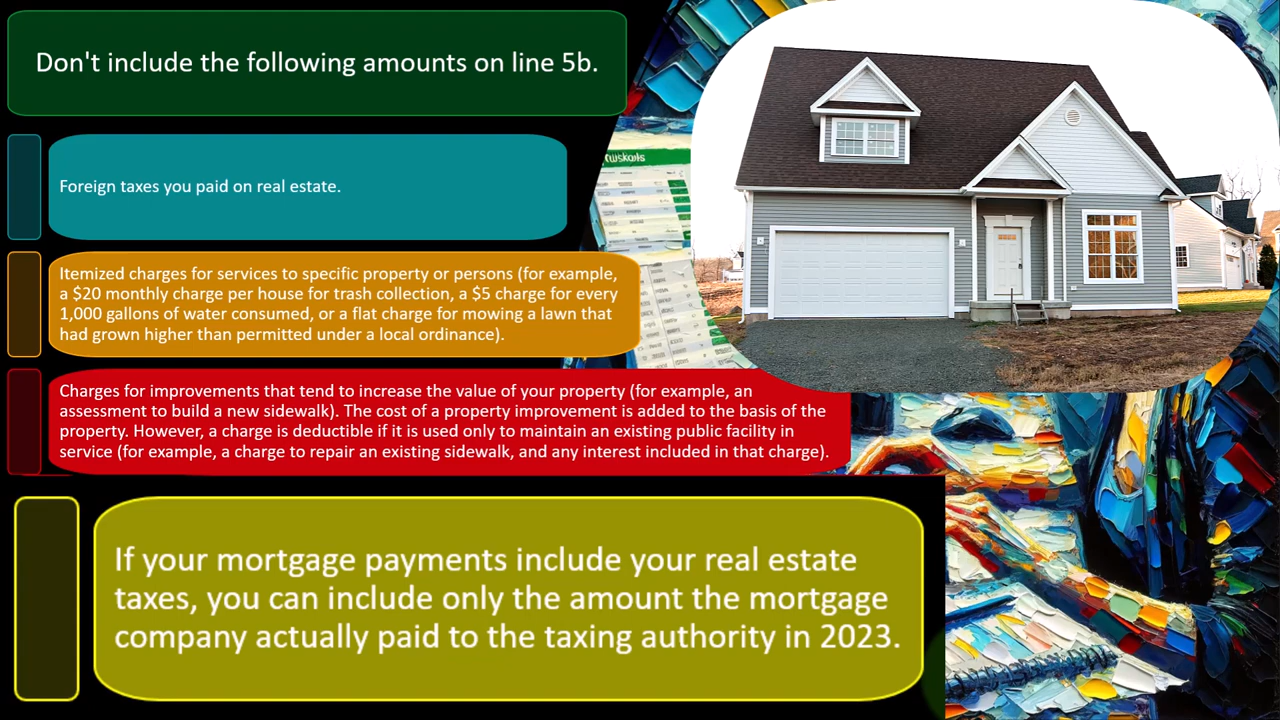 Don't include the following amounts on line 5b.
Foreign taxes you paid on real estate.
Itemized charges for services to specific property or persons (for example,
a $20 monthly charge per house for trash collection, a $5 charge for every
1,000 gallons of water consumed, or a flat charge for mowing a lawn that
had grown higher than permitted under a local ordinance).
Charges for improvements that tend to increase the value of your property (for example, an
assessment to build a new sidewalk). The cost of a property improvement is added to the basis of the
property. However, a charge is deductible if it is used only to maintain an existing public facility in
service (for example, a charge to repair an existing sidewalk, and any interest included in that charge).
If your mortgage payments include your real estate
taxes, you can include only the amount the mortgage
company actually paid to the taxing authority in 2023.